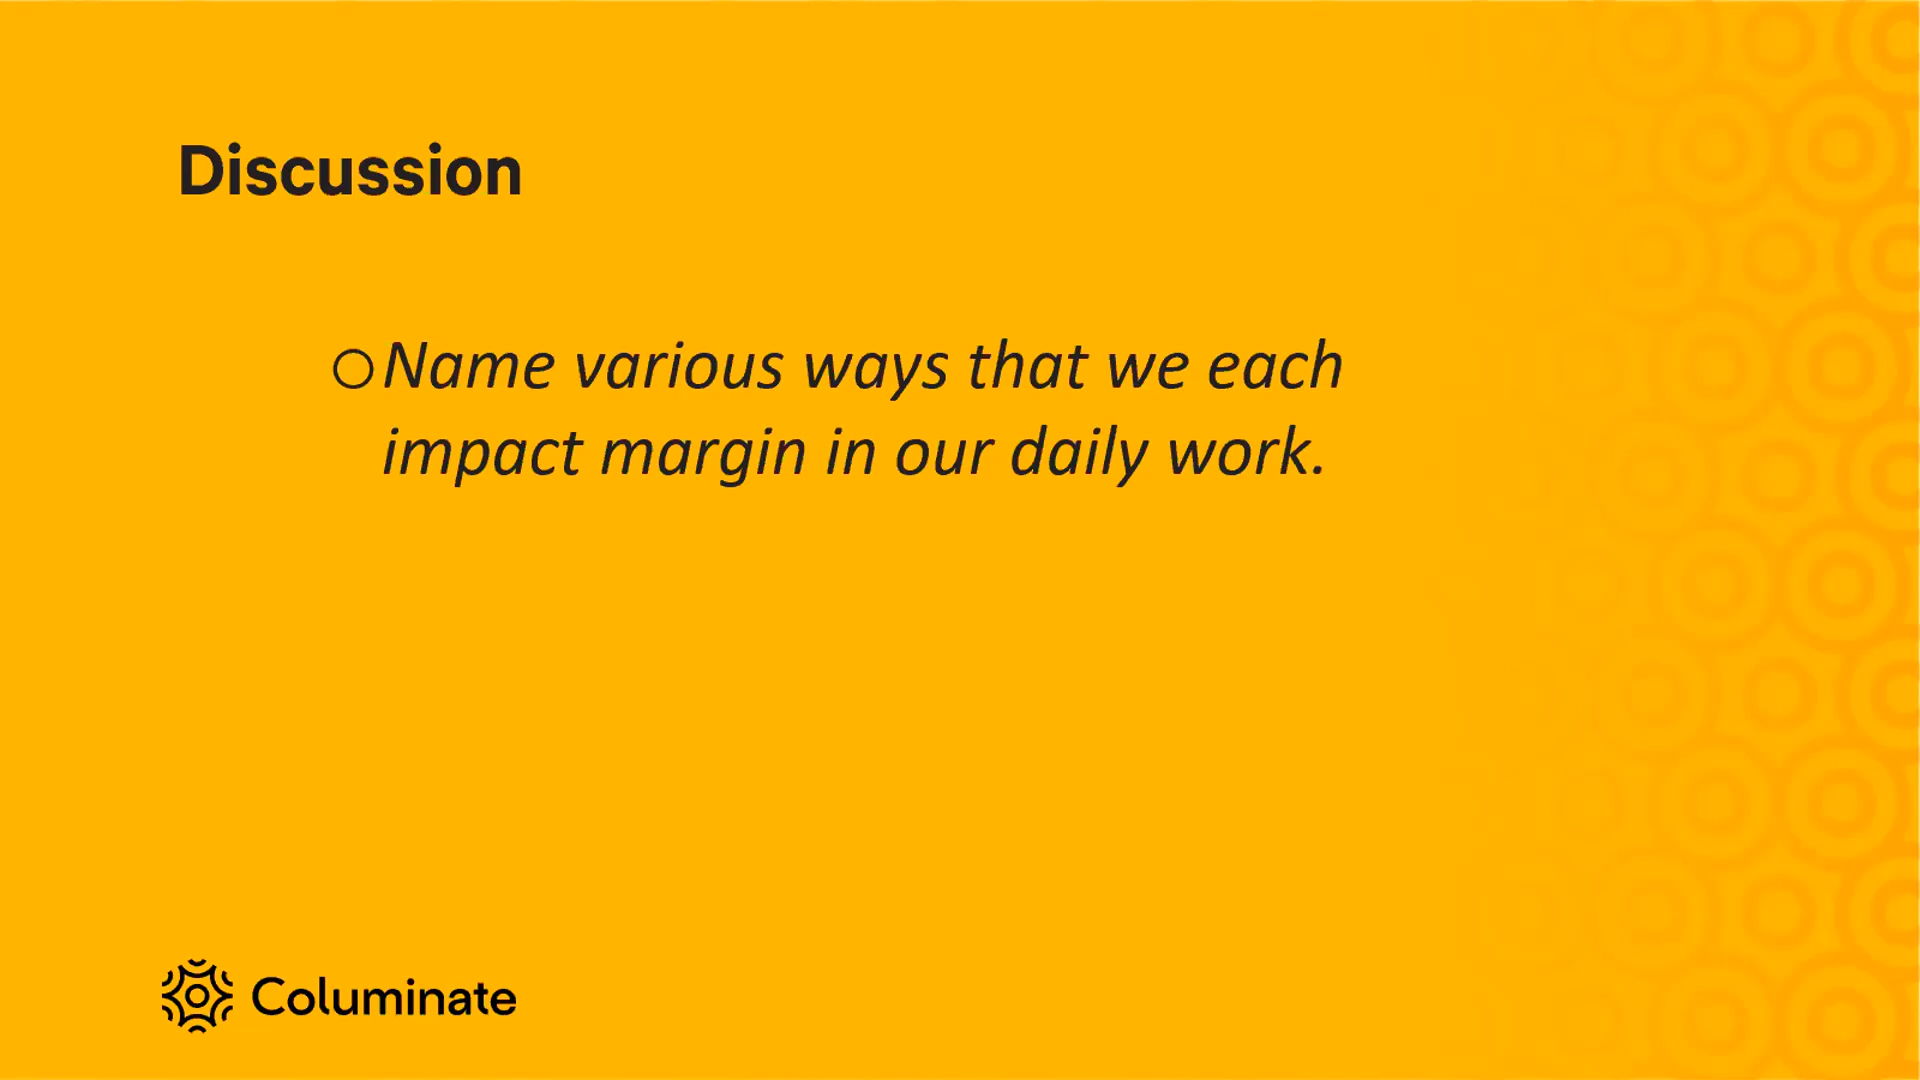 Discussion
○Name various ways that we each
impact margin in our daily work.
Columinate